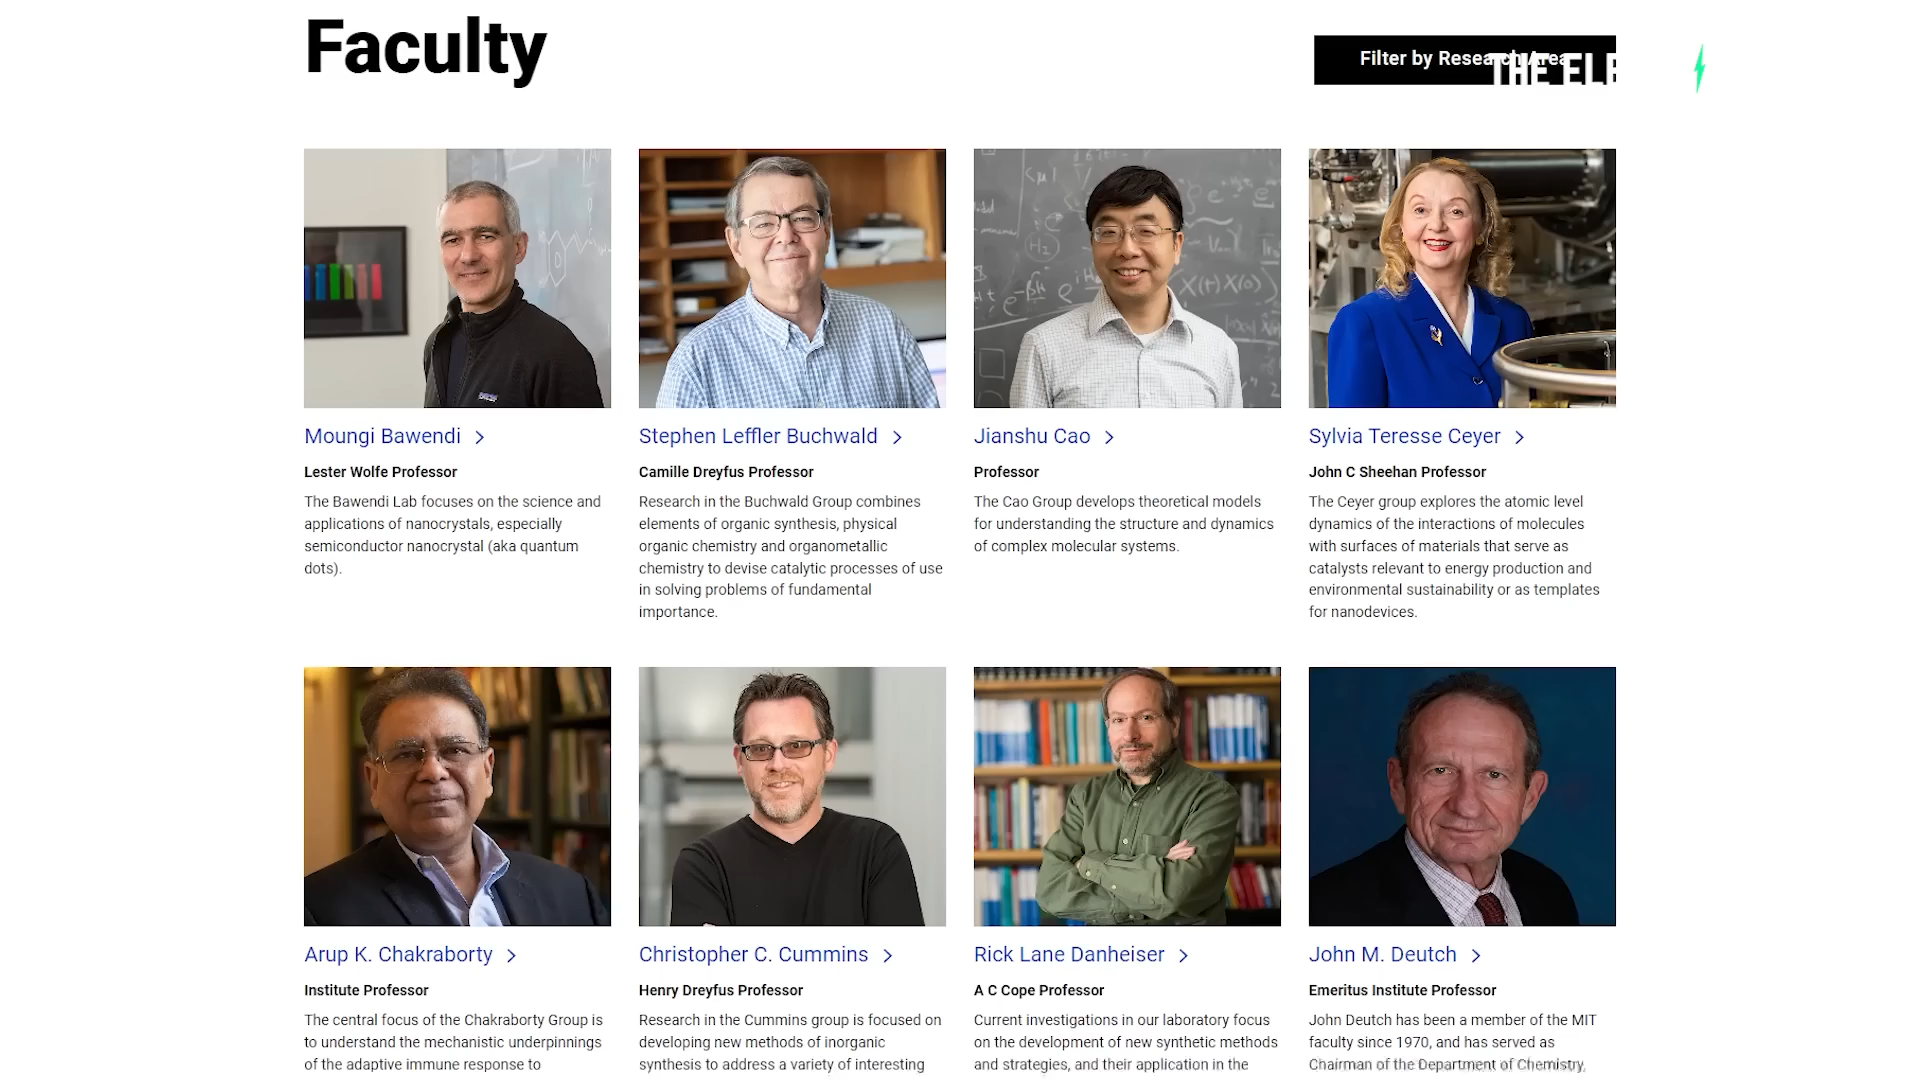 Faculty
Filter by Research Area
THE ELE
Moungi Bawendi
Lester Wolfe Professor
The Bawendi Lab focuses on the science and
applications of nanocrystals, especially
semiconductor nanocrystal (aka quantum
dots).
Stephen Leffler Buchwald
Camille Dreyfus Professor
Research in the Buchwald Group combines
elements of organic synthesis, physical
organic chemistry and organometallic
chemistry to devise catalytic processes of use
in solving problems of fundamental
importance.
Jianshu Cao
Professor
The Cao Group develops theoretical models
for understanding the structure and dynamics
of complex molecular systems.
Sylvia Teresse Ceyer
John C Sheehan Professor
The Ceyer group explores the atomic level
dynamics of the interactions of molecules
with surfaces of materials that serve as
catalysts relevant to energy production and
environmental sustainability or as templates
for nanodevices.
Arup K. Chakraborty
Institute Professor
The central focus of the Chakraborty Group is
to understand the mechanistic underpinnings
of the adaptive immune response to
Christopher C. Cummins
Henry Dreyfus Professor
Research in the Cummins group is focused on
developing new methods of inorganic
synthesis to address a variety of interesting
Rick Lane Danheiser
A C Cope Professor
Current investigations in our laboratory focus
on the development of new synthetic methods
and strategies, and their application in the
John M. Deutch
Emeritus Institute Professor
John Deutch has been a member of the MIT
faculty since 1970, and has served as
Chairman of the Department of Chemistry,